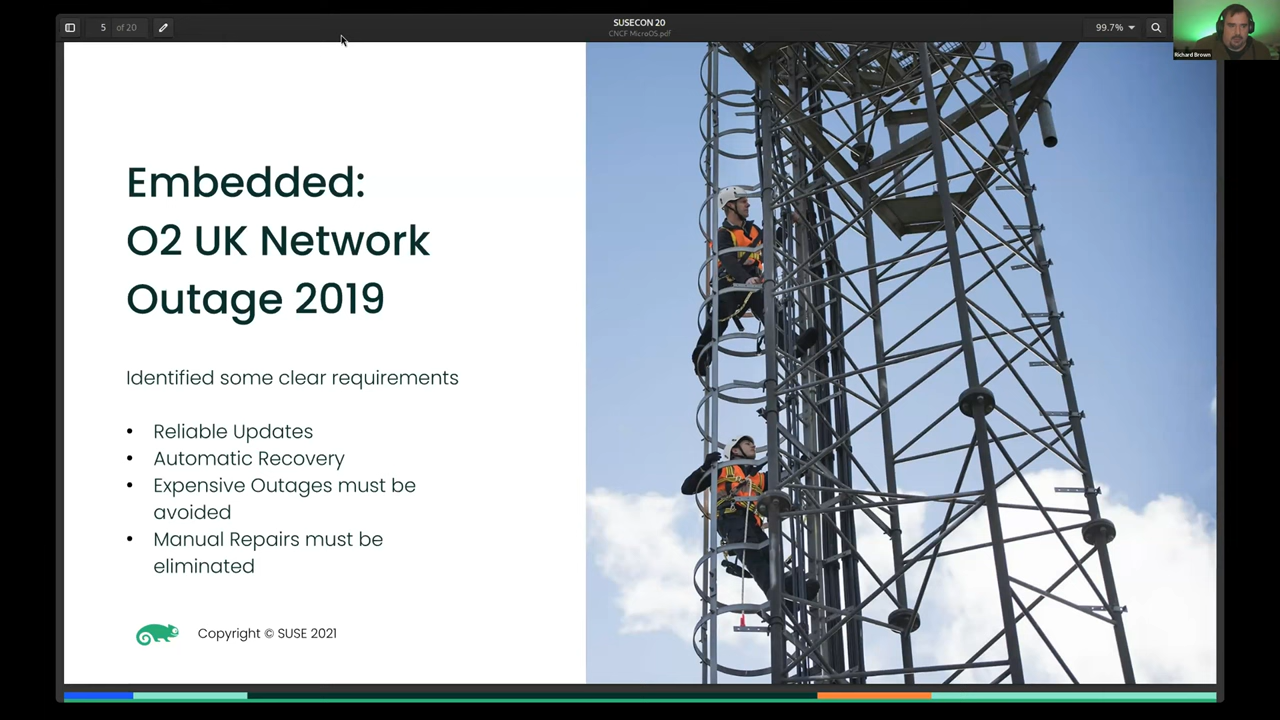 5 of 20
SUSECON 20
CNCF MicroOS.pdf
99.7%
Richard Brown
Embedded:
O2 UK Network
Outage 2019
Identified some clear requirements
• Reliable Updates
• Automatic Recovery
• Expensive Outages must be
avoided
• Manual Repairs must be
eliminated
Copyright © SUSE 2021